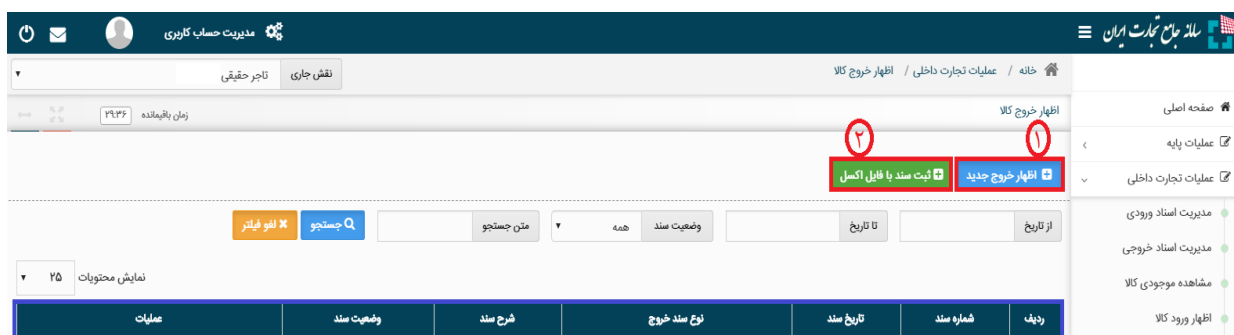 سامانه جامع تجارت ایران
مدیریت حساب کاربری
خانه / عملیات تجارت داخلی / اظهار خروج کالا
نقش جاری تاجر حقیقی
صفحه اصلی
اظهار خروج کالا
زمان باقیمانده ۲۹:۳۶
عملیات پایه
۱
۲
عملیات تجارت داخلی
اظهار خروج جدید
ثبت سند با فایل اکسل
مدیریت اسناد ورودی
از تاریخ
تا تاریخ
وضعیت سند همه
متن جستجو
جستجو
لغو فیلتر
مدیریت اسناد خروجی
مشاهده موجودی کالا
نمایش محتویات ۲۵
اظهار ورود کالا
ردیف شماره سند تاریخ سند نوع سند خروج شرح سند وضعیت سند عملیات